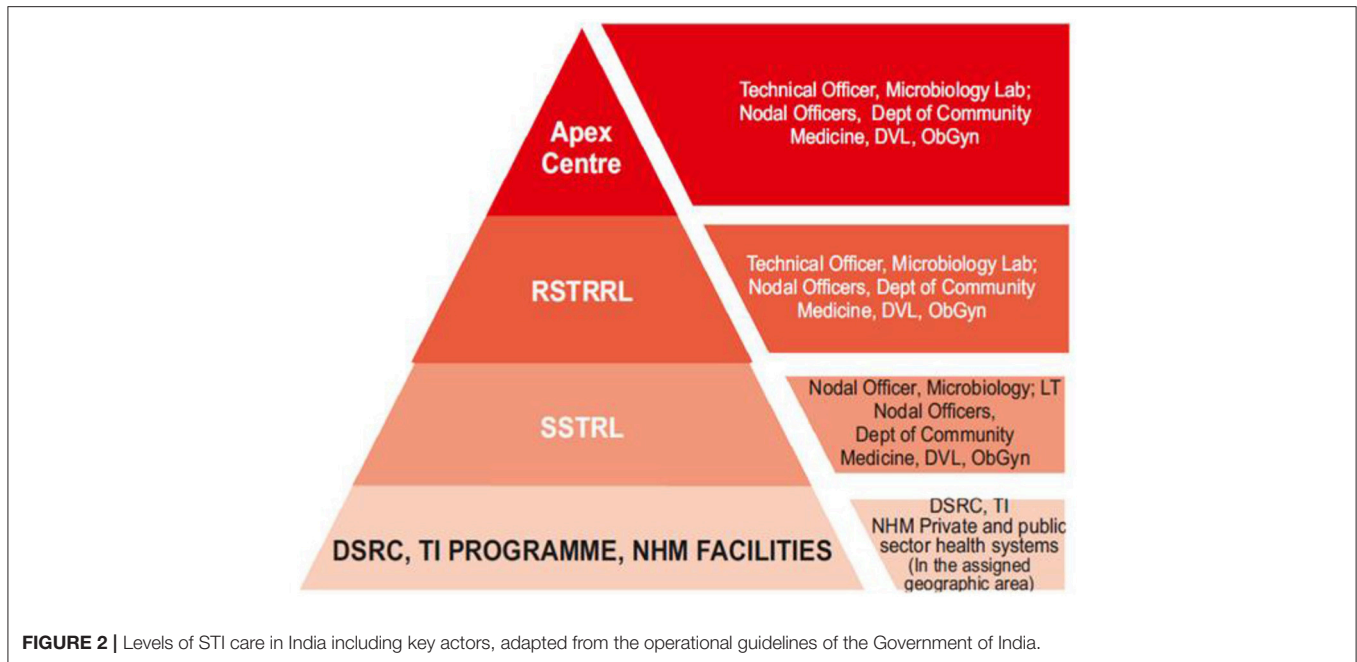 Apex
Centre
Technical Officer, Microbiology Lab;
Nodal Officers, Dept of Community
Medicine, DVL, ObGyn
RSTRRL
Technical Officer, Microbiology Lab;
Nodal Officers, Dept of Community
Medicine, DVL, ObGyn
SSTRL
Nodal Officer, Microbiology; LT
Nodal Officers,
Dept of Community
Medicine, DVL, ObGyn
DSRC, TI PROGRAMME, NHM FACILITIES
DSRC, TI
NHM Private and public
sector health systems
(In the assigned
geographic area)
FIGURE 2 | Levels of STI care in India including key actors, adapted from the operational guidelines of the Government of India.